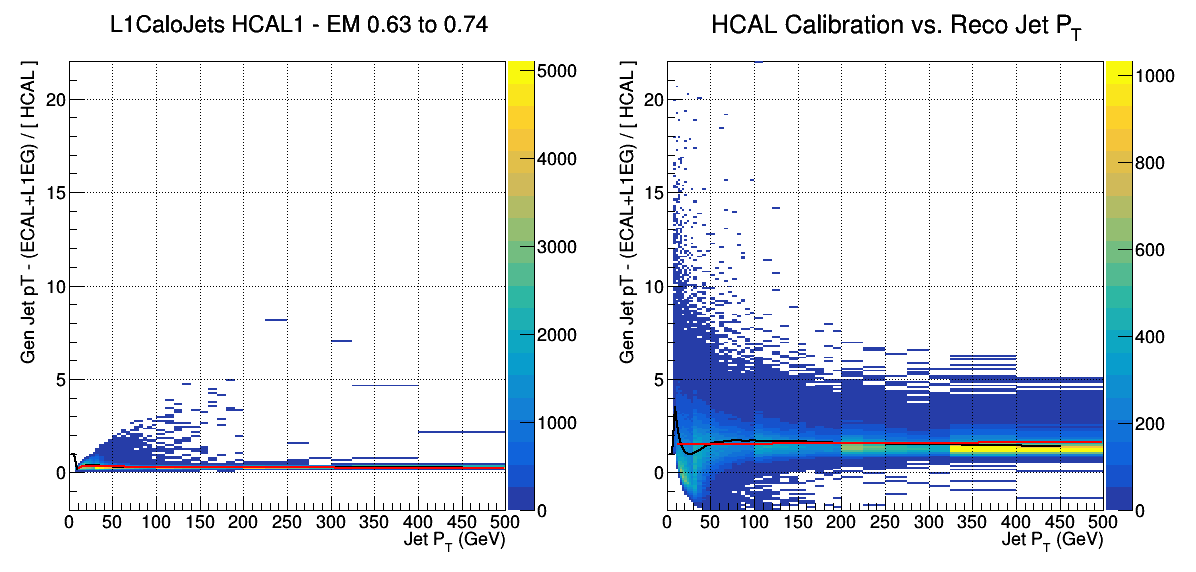 L1CaloJets HCAL1 - EM 0.63 to 0.74
Gen Jet pT - (ECAL+L1EG) / [ HCAL ]
20
15
10
5
0
0 50 100 150 200 250 300 350 400 450 500
Jet P_T (GeV)
5000
4000
3000
2000
1000
0
HCAL Calibration vs. Reco Jet P_T
Gen Jet pT - (ECAL+L1EG) / [ HCAL ]
20
15
10
5
0
0 50 100 150 200 250 300 350 400 450 500
Jet P_T (GeV)
1000
800
600
400
200
0